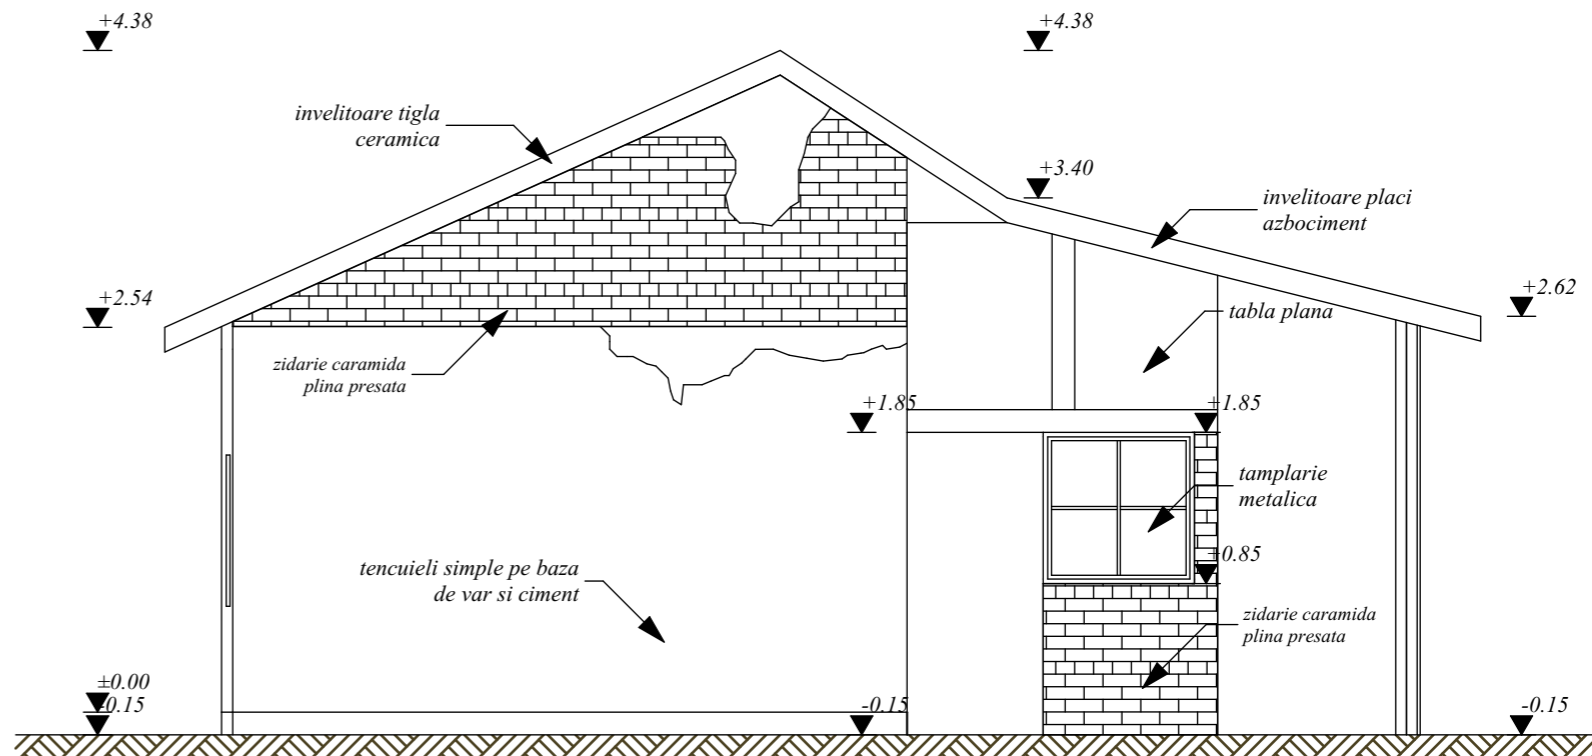 +4.38
+4.38
invelitoare tigla
ceramica
+3.40
invelitoare placi
azbociment
+2.54
+2.62
tabla plana
zidarie caramida
plina presata
+1.85
+1.85
tamplarie
metalica
+0.85
tencuieli simple pe baza
de var si ciment
zidarie caramida
plina presata
±0.00
-0.15
-0.15
-0.15